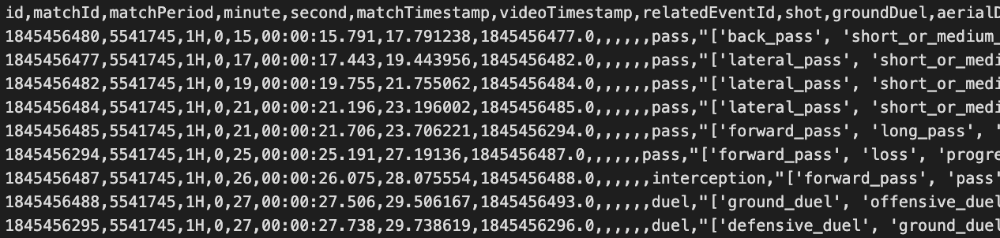 id,matchId,matchPeriod,minute,second,matchTimestamp,videoTimestamp,relatedEventId,shot,groundDuel,aerialD
1845456480,5541745,1H,0,15,00:00:15.791,17.791238,1845456477.0,,,,,,pass,"['back_pass', 'short_or_medium_
1845456477,5541745,1H,0,17,00:00:17.443,19.443956,1845456482.0,,,,,,pass,"['lateral_pass', 'short_or_medi
1845456482,5541745,1H,0,19,00:00:19.755,21.755062,1845456484.0,,,,,,pass,"['lateral_pass', 'short_or_medi
1845456484,5541745,1H,0,21,00:00:21.196,23.196002,1845456485.0,,,,,,pass,"['lateral_pass', 'short_or_medi
1845456485,5541745,1H,0,21,00:00:21.706,23.706221,1845456294.0,,,,,,pass,"['forward_pass', 'long_pass', '
1845456294,5541745,1H,0,25,00:00:25.191,27.19136,1845456487.0,,,,,,pass,"['forward_pass', 'loss', 'progre
1845456487,5541745,1H,0,26,00:00:26.075,28.075554,1845456488.0,,,,,,interception,"['forward_pass', 'pass'
1845456488,5541745,1H,0,27,00:00:27.506,29.506167,1845456493.0,,,,,,duel,"['ground_duel', 'offensive_duel
1845456295,5541745,1H,0,27,00:00:27.738,29.738619,1845456296.0,,,,,,duel,"['defensive_duel', 'ground_duel